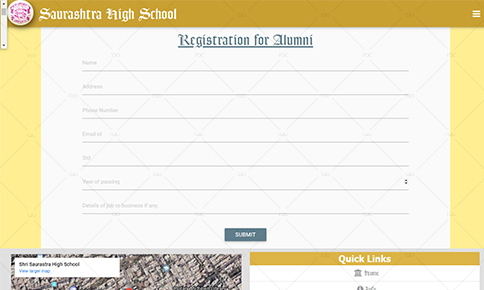 Saurashtra High School
Registration for Alumni
Name
Address
Phone Number
Email id
Std.
Year of passing
Details of Job or Business if any
SUBMIT
Shri Saurastra High School
View larger map
Quick Links
Home
Info